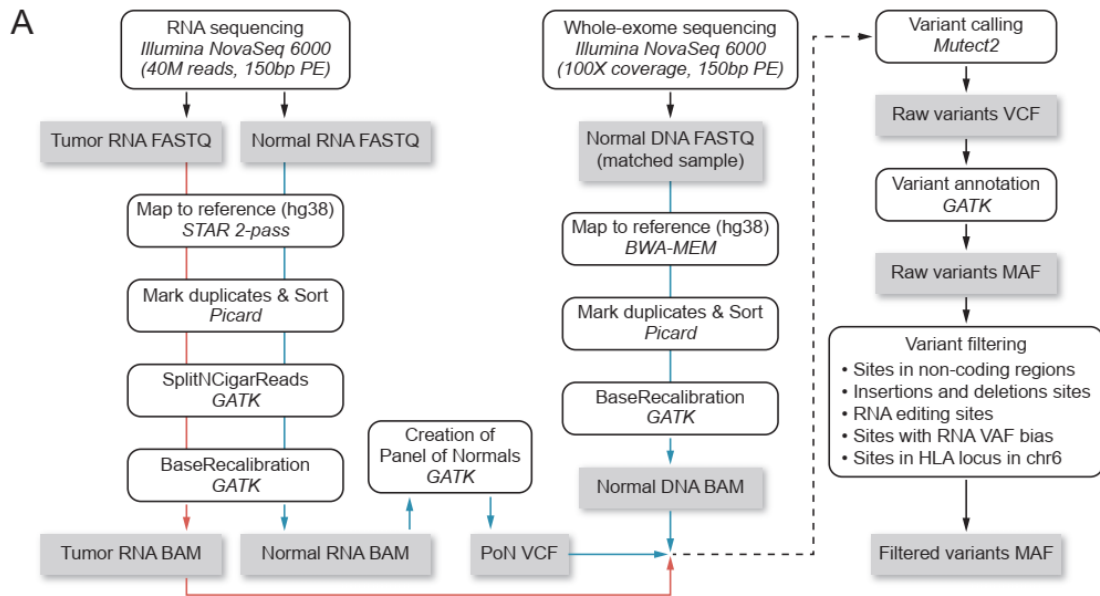 A
RNA sequencing
Illumina NovaSeq 6000
(40M reads, 150bp PE)
Tumor RNA FASTQ
Normal RNA FASTQ
Map to reference (hg38)
STAR 2-pass
Mark duplicates & Sort
Picard
SplitNCigarReads
GATK
BaseRecalibration
GATK
Tumor RNA BAM
Normal RNA BAM
Creation of
Panel of Normals
GATK
PoN VCF
Whole-exome sequencing
Illumina NovaSeq 6000
(100X coverage, 150bp PE)
Normal DNA FASTQ
(matched sample)
Map to reference (hg38)
BWA-MEM
Mark duplicates & Sort
Picard
BaseRecalibration
GATK
Normal DNA BAM
Variant calling
Mutect2
Raw variants VCF
Variant annotation
GATK
Raw variants MAF
Variant filtering
• Sites in non-coding regions
• Insertions and deletions sites
• RNA editing sites
• Sites with RNA VAF bias
• Sites in HLA locus in chr6
Filtered variants MAF